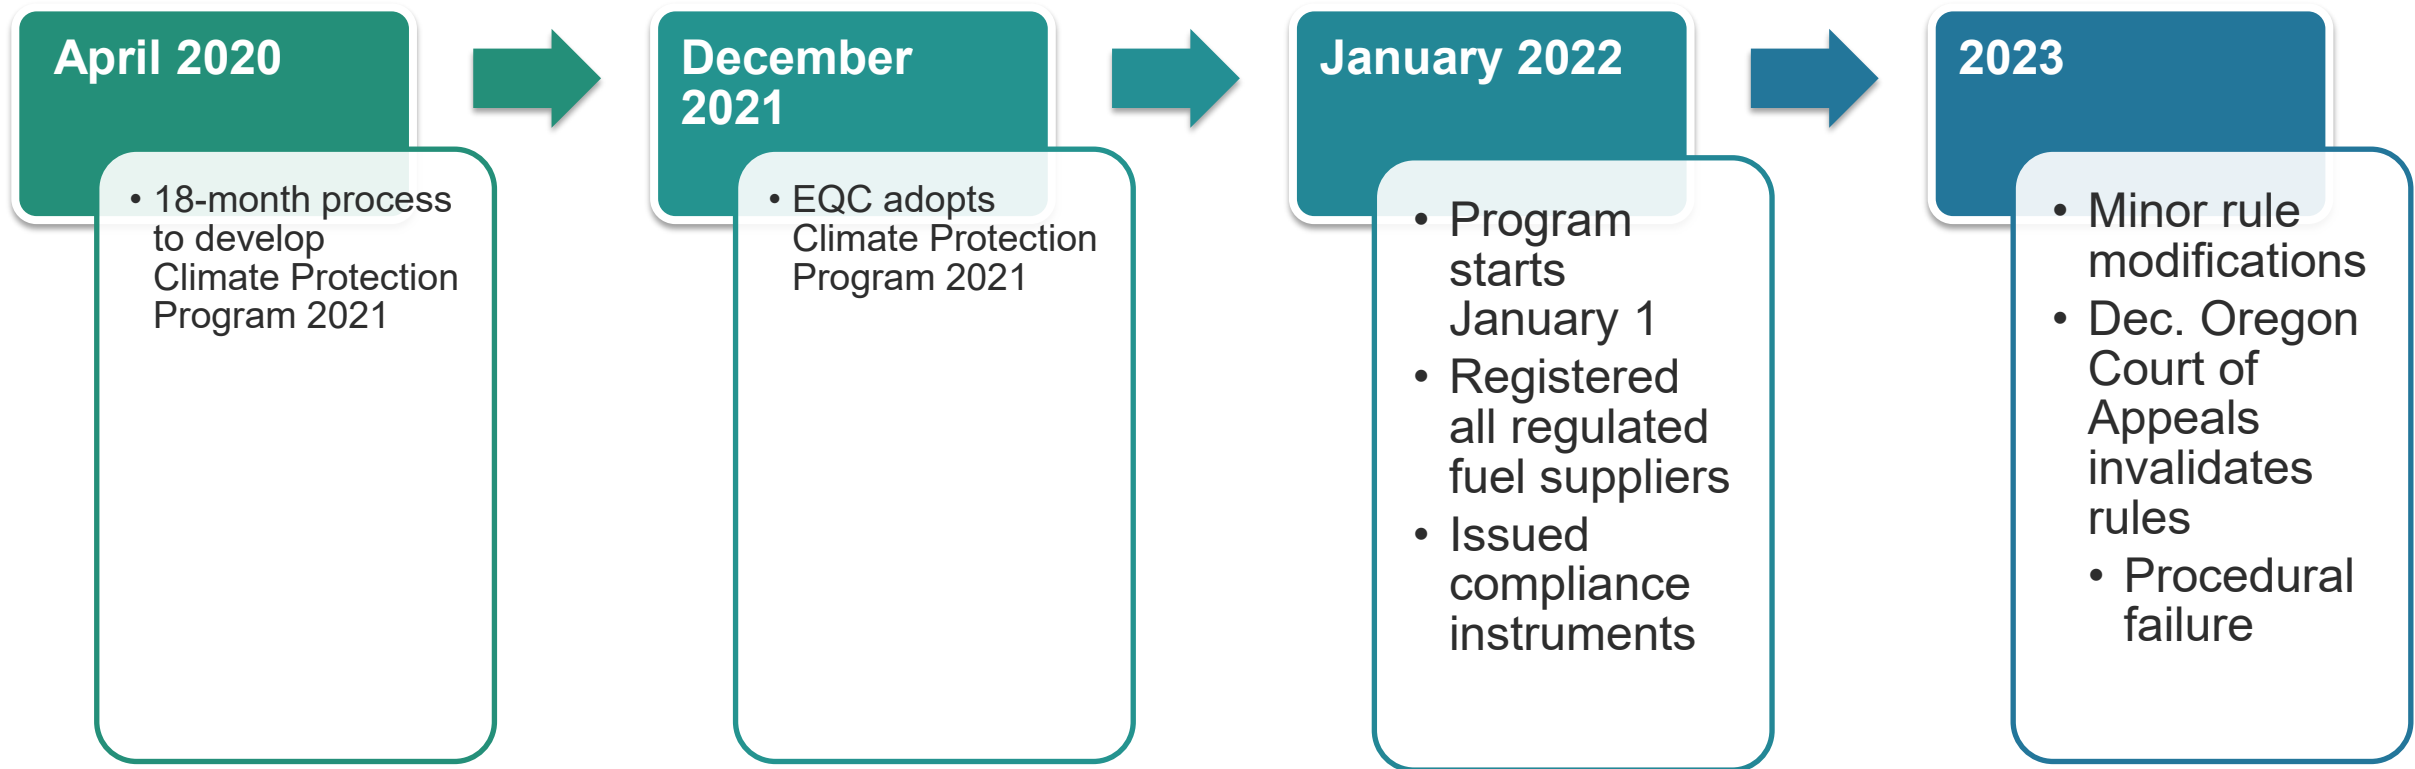 April 2020
• 18-month process
to develop
Climate Protection
Program 2021
December
2021
• EQC adopts
Climate Protection
Program 2021
January 2022
• Program
starts
January 1
• Registered
all regulated
fuel suppliers
• Issued
compliance
instruments
2023
• Minor rule
modifications
• Dec. Oregon
Court of
Appeals
invalidates
rules
• Procedural
failure